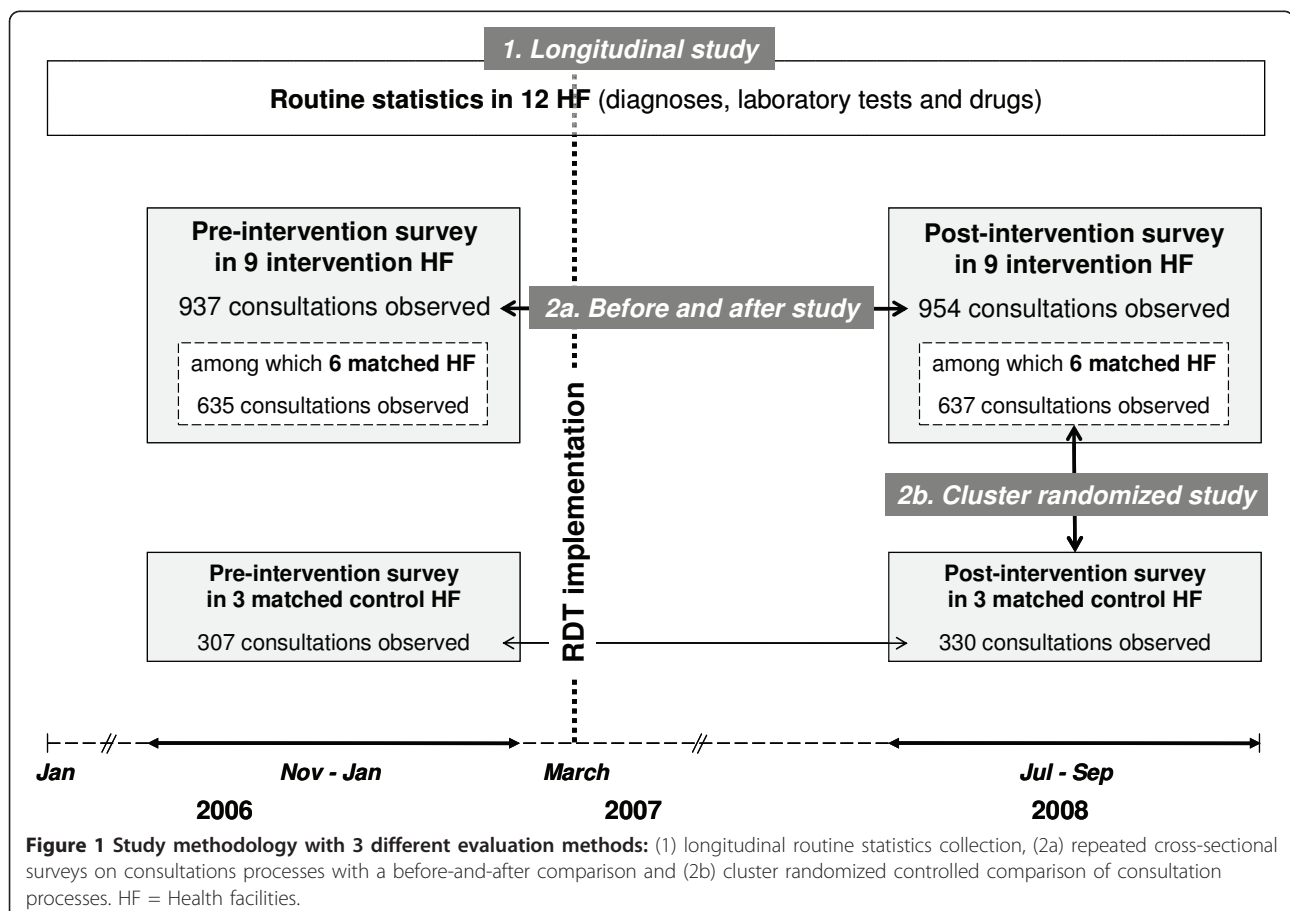 1. Longitudinal study
Routine statistics in 12 HF (diagnoses, laboratory tests and drugs)
Pre-intervention survey
in 9 intervention HF
937 consultations observed
among which 6 matched HF
635 consultations observed
2a. Before and after study
Post-intervention survey
in 9 intervention HF
954 consultations observed
among which 6 matched HF
637 consultations observed
RDT implementation
2b. Cluster randomized study
Pre-intervention survey
in 3 matched control HF
307 consultations observed
Post-intervention survey
in 3 matched control HF
330 consultations observed
Jan Nov - Jan March Jul - Sep
2006 2007 2008
Figure 1 Study methodology with 3 different evaluation methods: (1) longitudinal routine statistics collection, (2a) repeated cross-sectional
surveys on consultations processes with a before-and-after comparison and (2b) cluster randomized controlled comparison of consultation
processes. HF = Health facilities.